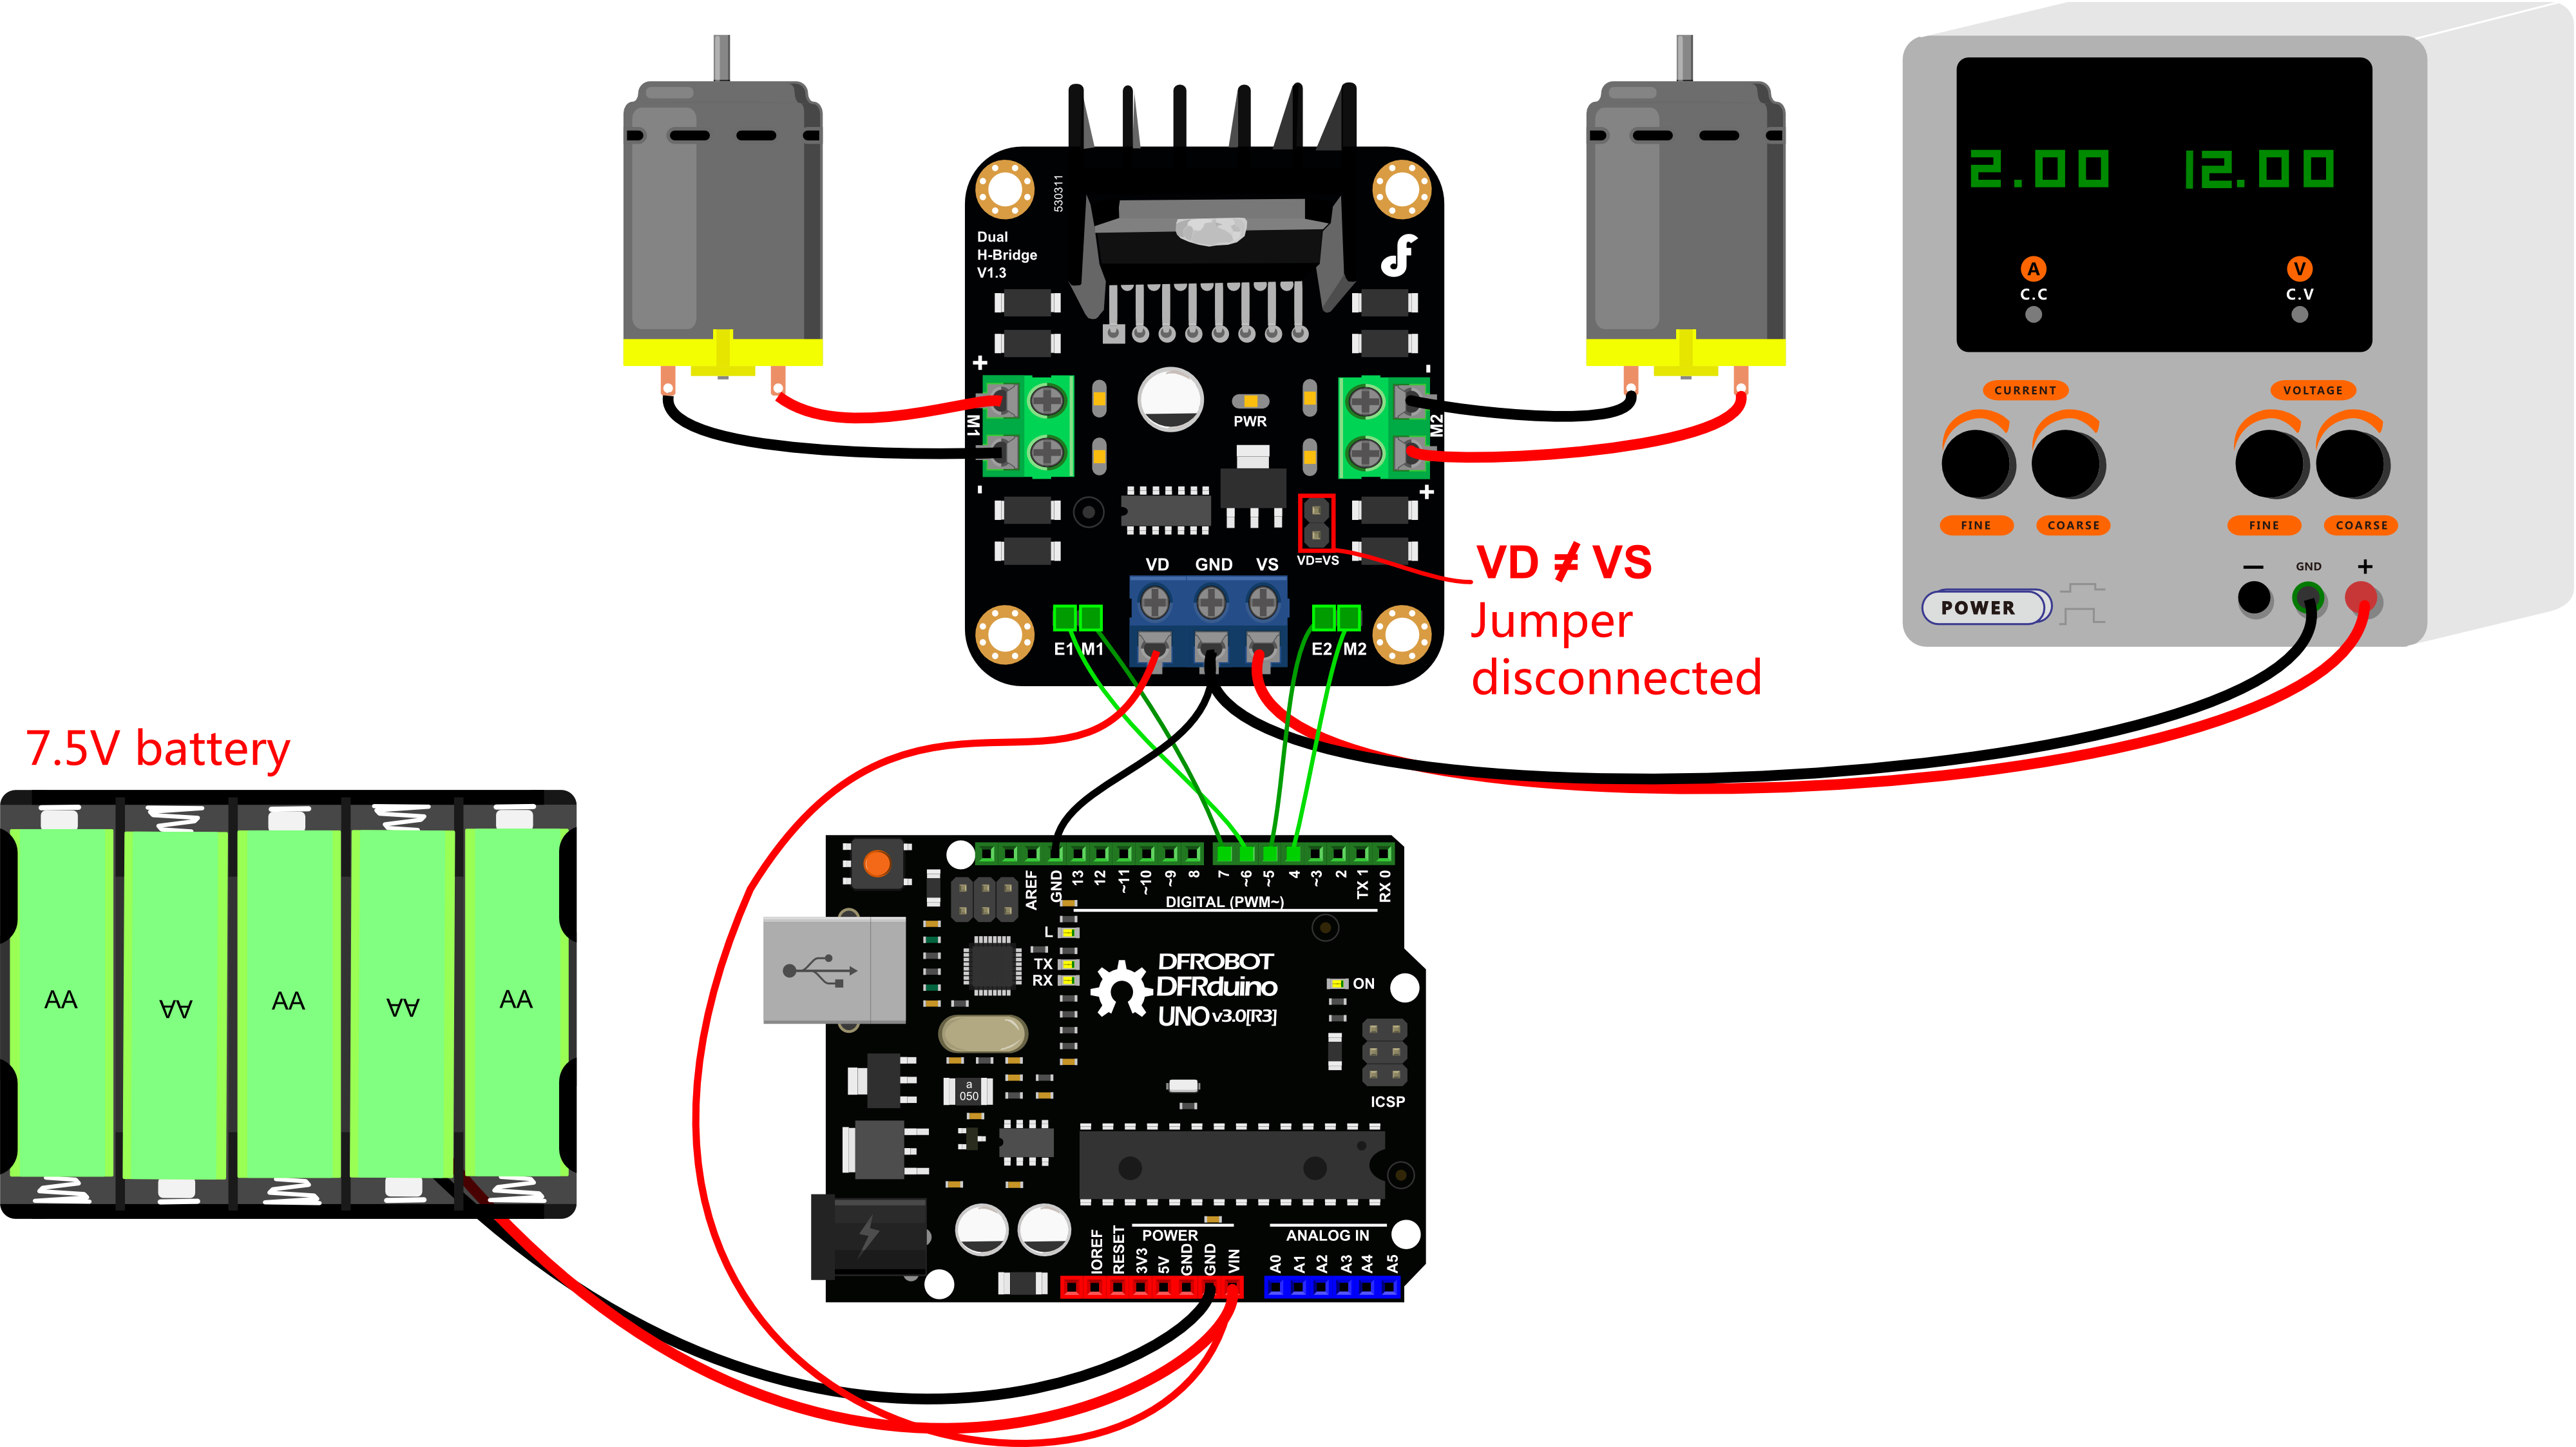 2.00 12.00
A V
C.C C.V
CURRENT VOLTAGE
FINE COARSE FINE COARSE
− GND +
POWER
530311
Dual
H-Bridge
V1.3
+ -
M1 M2
PWR
- +
VD GND VS VD=VS
E1 M1 E2 M2
VD ≠ VS
Jumper
disconnected
7.5V battery
AA AA AA AA AA
AREF GND 13 12 ~11 ~10 ~9 8 7 ~6 ~5 4 ~3 2 TX 1 RX 0
DIGITAL (PWM~)
L
TX
RX
DFROBOT
DFRduino
UNO v3.0[R3]
ON
ICSP
a
050
POWER ANALOG IN
IOREF RESET 3V3 5V GND GND VIN A0 A1 A2 A3 A4 A5